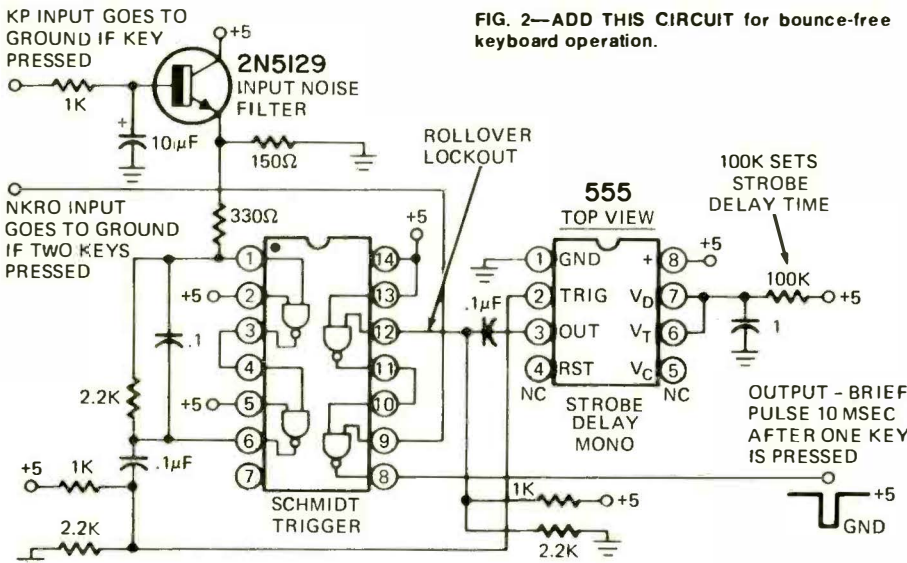 KP INPUT GOES TO
GROUND IF KEY
PRESSED
+5
2N5129
INPUT NOISE
FILTER
1K
+
10µF
150Ω
FIG. 2—ADD THIS CIRCUIT for bounce-free
keyboard operation.
ROLLOVER
LOCKOUT
100K SETS
STROBE
DELAY TIME
NKRO INPUT
GOES TO GROUND
IF TWO KEYS
PRESSED
330Ω
+5
555
TOP VIEW
1 GND
+ 8
+5
2 TRIG
VD 7
100K
+5
3 OUT
VT 6
.1µF
1
4 RST
VC 5
NC
NC
STROBE
DELAY
MONO
1
14
+5
2
13
3
12
.1
4
11
+5
5
10
2.2K
6
9
7
8
.1µF
SCHMIDT
TRIGGER
+5
1K
2.2K
1K
+5
2.2K
OUTPUT - BRIEF
PULSE 10 MSEC
AFTER ONE KEY
IS PRESSED
+5
GND